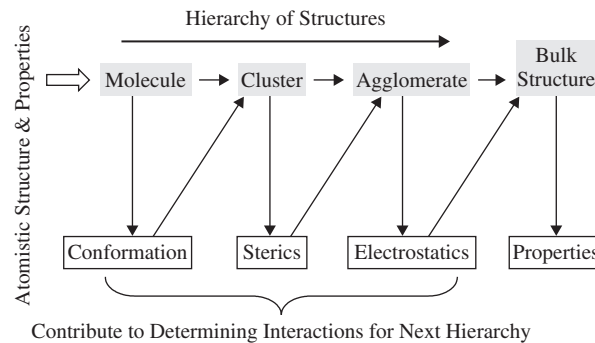 Hierarchy of Structures
Atomistic Structure & Properties
Molecule
Cluster
Agglomerate
Bulk
Structure
Conformation
Sterics
Electrostatics
Properties
Contribute to Determining Interactions for Next Hierarchy